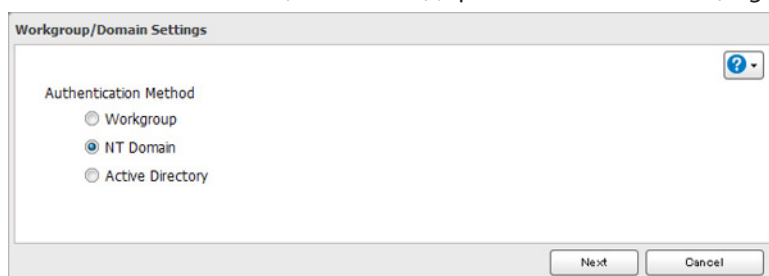 Workgroup/Domain Settings
?
Authentication Method
Workgroup
NT Domain
Active Directory
Next Cancel